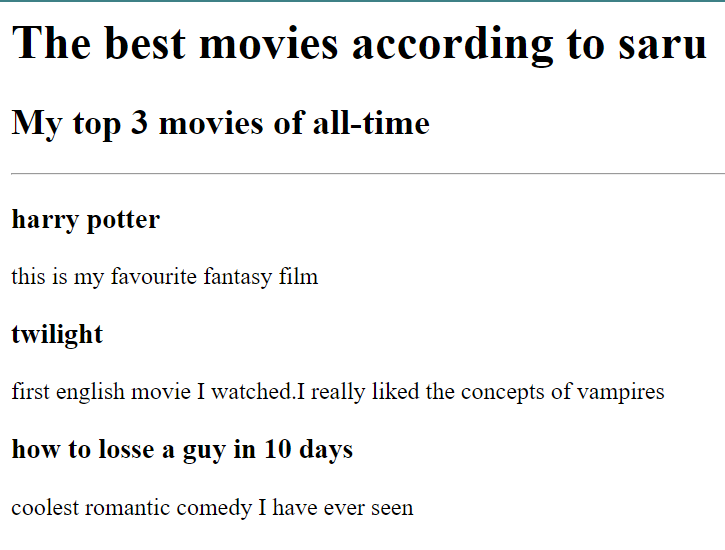 The best movies according to saru
My top 3 movies of all-time
harry potter
this is my favourite fantasy film
twilight
first english movie I watched.I really liked the concepts of vampires
how to losse a guy in 10 days
coolest romantic comedy I have ever seen